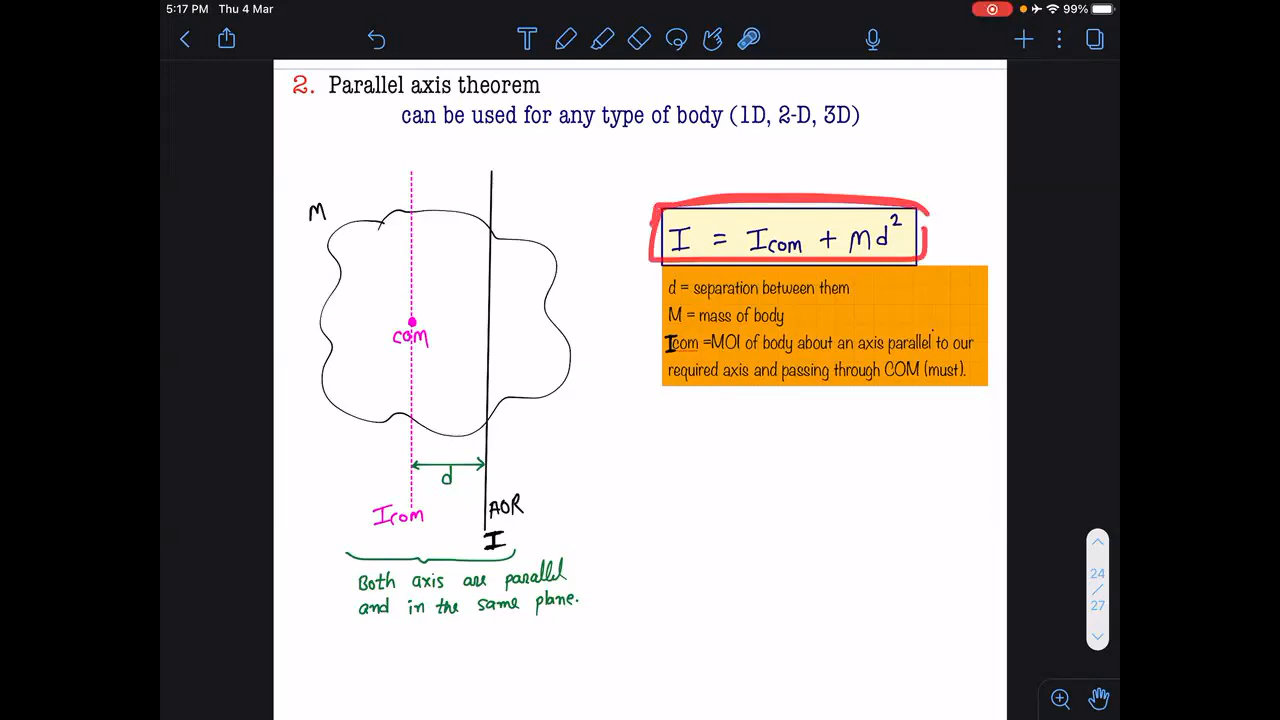 5:17 PM Thu 4 Mar
99%
2. Parallel axis theorem
can be used for any type of body (1D, 2-D, 3D)
M
I = Icom + Md²
d = separation between them
M = mass of body
Icom =MOI of body about an axis parallel to our
required axis and passing through COM (must).
com
d
Icom
AOR
I
Both axis are parallel
and in the same plane.
24
/
27